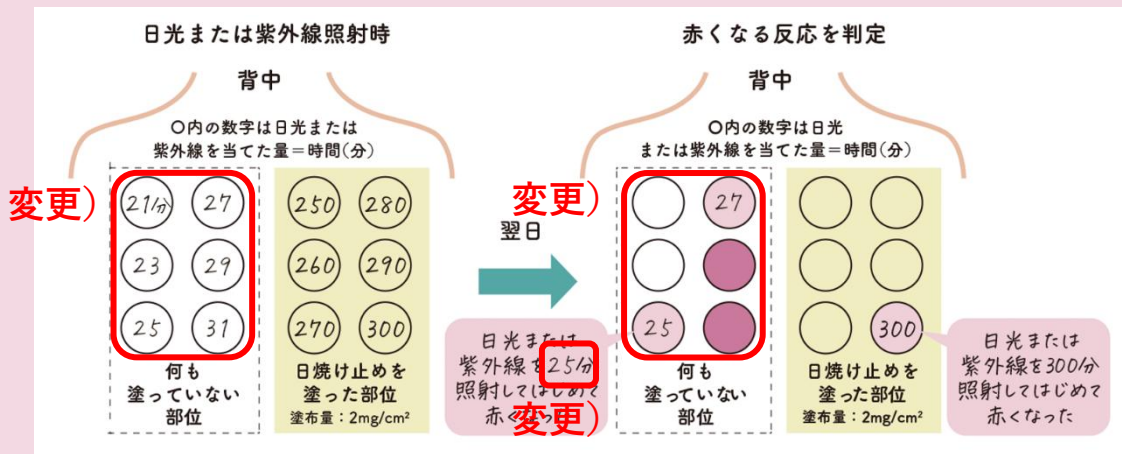 日光または紫外線照射時
背中
〇内の数字は日光または
紫外線を当てた量=時間(分)
変更)
21分 27
23 29
25 31
何も
塗っていない
部位
250 280
260 290
270 300
日焼け止めを
塗った部位
塗布量:2mg/cm²
翌日
赤くなる反応を判定
背中
〇内の数字は日光
または紫外線を当てた量=時間(分)
変更)
27
25
日光または
紫外線を25分
照射してはじめて
赤くなった
変更)
何も
塗っていない
部位
300
日焼け止めを
塗った部位
塗布量:2mg/cm²
日光または
紫外線を300分
照射してはじめて
赤くなった